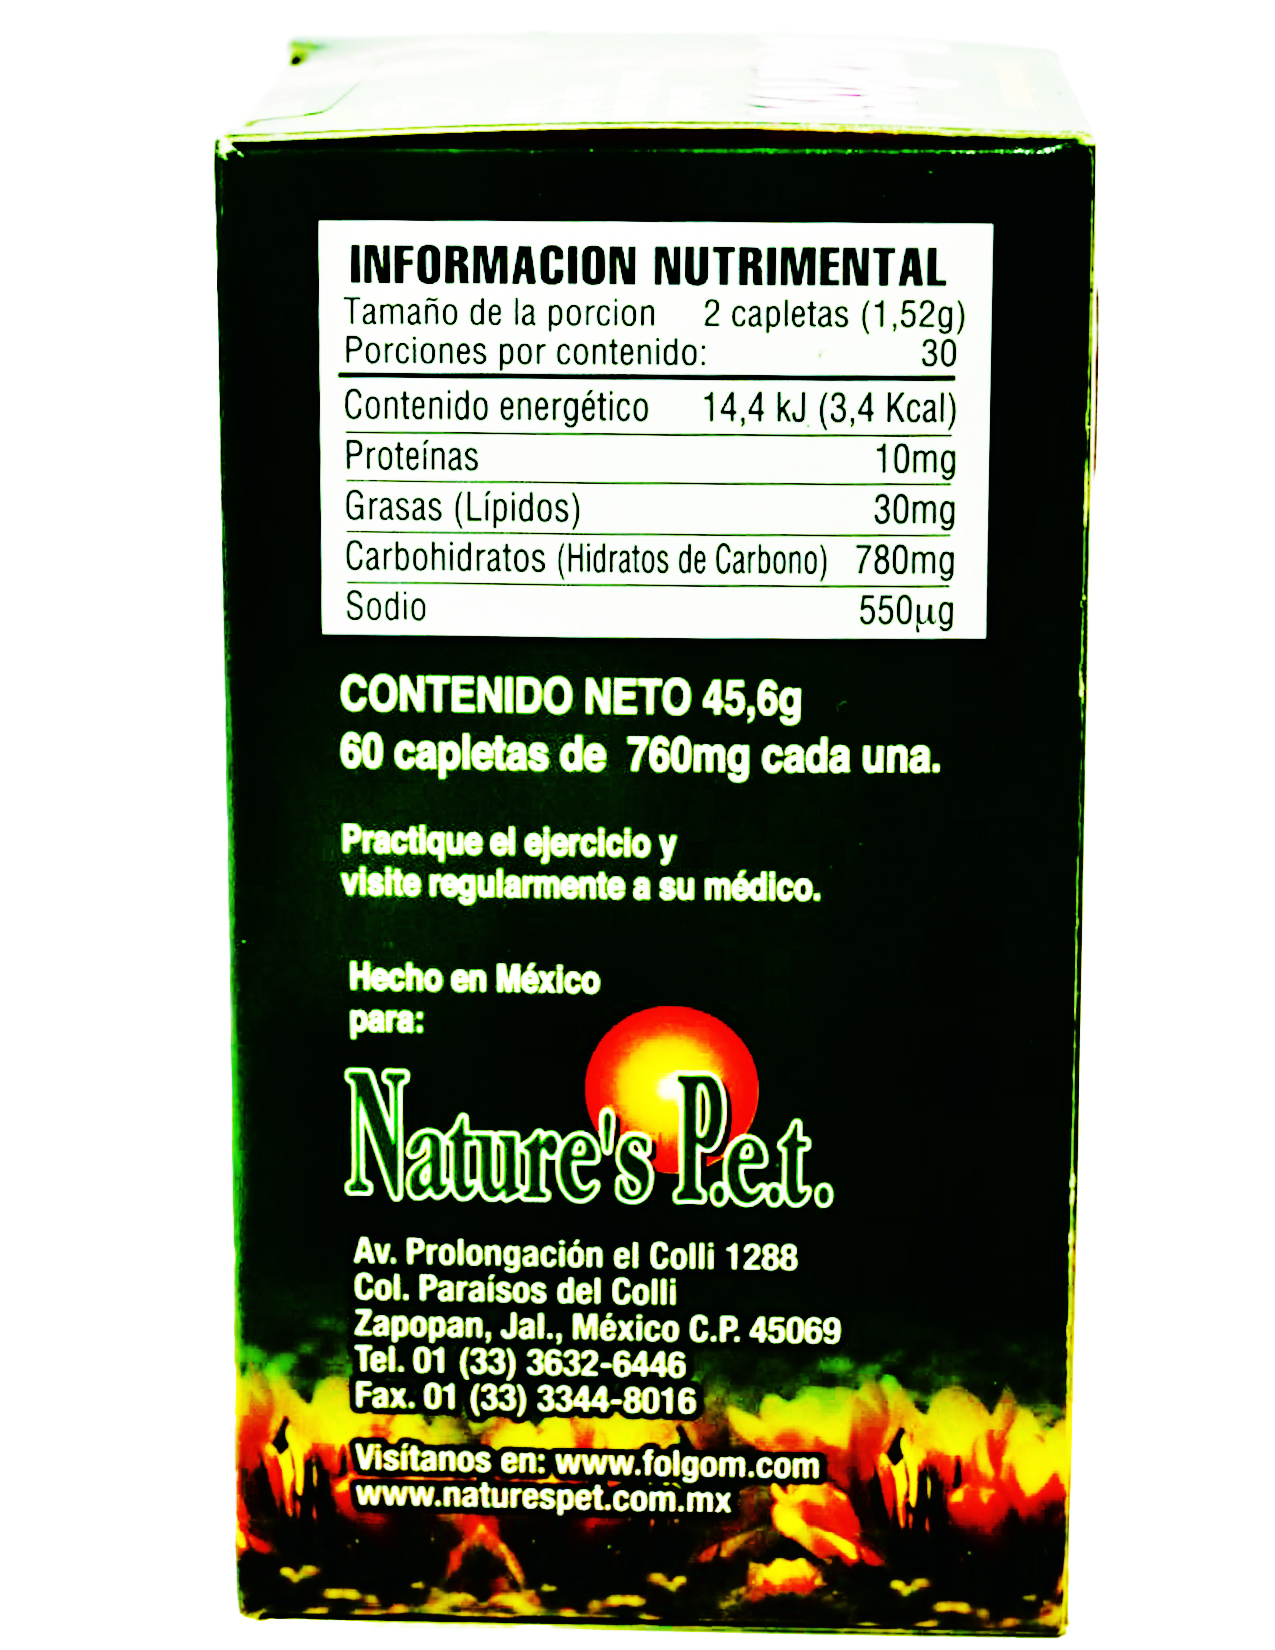 INFORMACION NUTRIMENTAL
Tamaño de la porcion 2 capletas (1,52g)
Porciones por contenido: 30
Contenido energético 14,4 kJ (3,4 Kcal)
Proteínas 10mg
Grasas (Lípidos) 30mg
Carbohidratos (Hidratos de Carbono) 780mg
Sodio 550µg
CONTENIDO NETO 45,6g
60 capletas de 760mg cada una.
Practique el ejercicio y
visite regularmente a su médico.
Hecho en México
para:
Nature's P.e.t.
Av. Prolongación el Colli 1288
Col. Paraísos del Colli
Zapopan, Jal., México C.P. 45069
Tel. 01 (33) 3632-6446
Fax. 01 (33) 3344-8016
Visítanos en: www.folgom.com
www.naturespet.com.mx